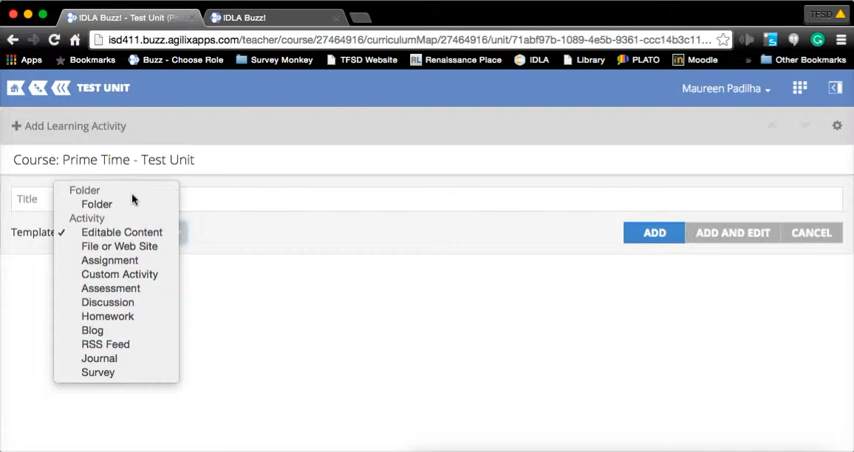 IDLA Buzz! - Test Unit (Pr
IDLA Buzz!
TFSD
isd411.buzz.agilixapps.com/teacher/course/27464916/curriculumMap/27464916/unit/71abf97b-1089-4e5b-9361-ccc14b3c1...
Apps Bookmarks Buzz - Choose Role Survey Monkey TFSD Website RL Renaissance Place IDLA Library PLATO m Moodle » Other Bookmarks
TEST UNIT
Maureen Padilha
+ Add Learning Activity
Course: Prime Time - Test Unit
Title
Template
Folder
Folder
Activity
✓ Editable Content
File or Web Site
Assignment
Custom Activity
Assessment
Discussion
Homework
Blog
RSS Feed
Journal
Survey
ADD ADD AND EDIT CANCEL